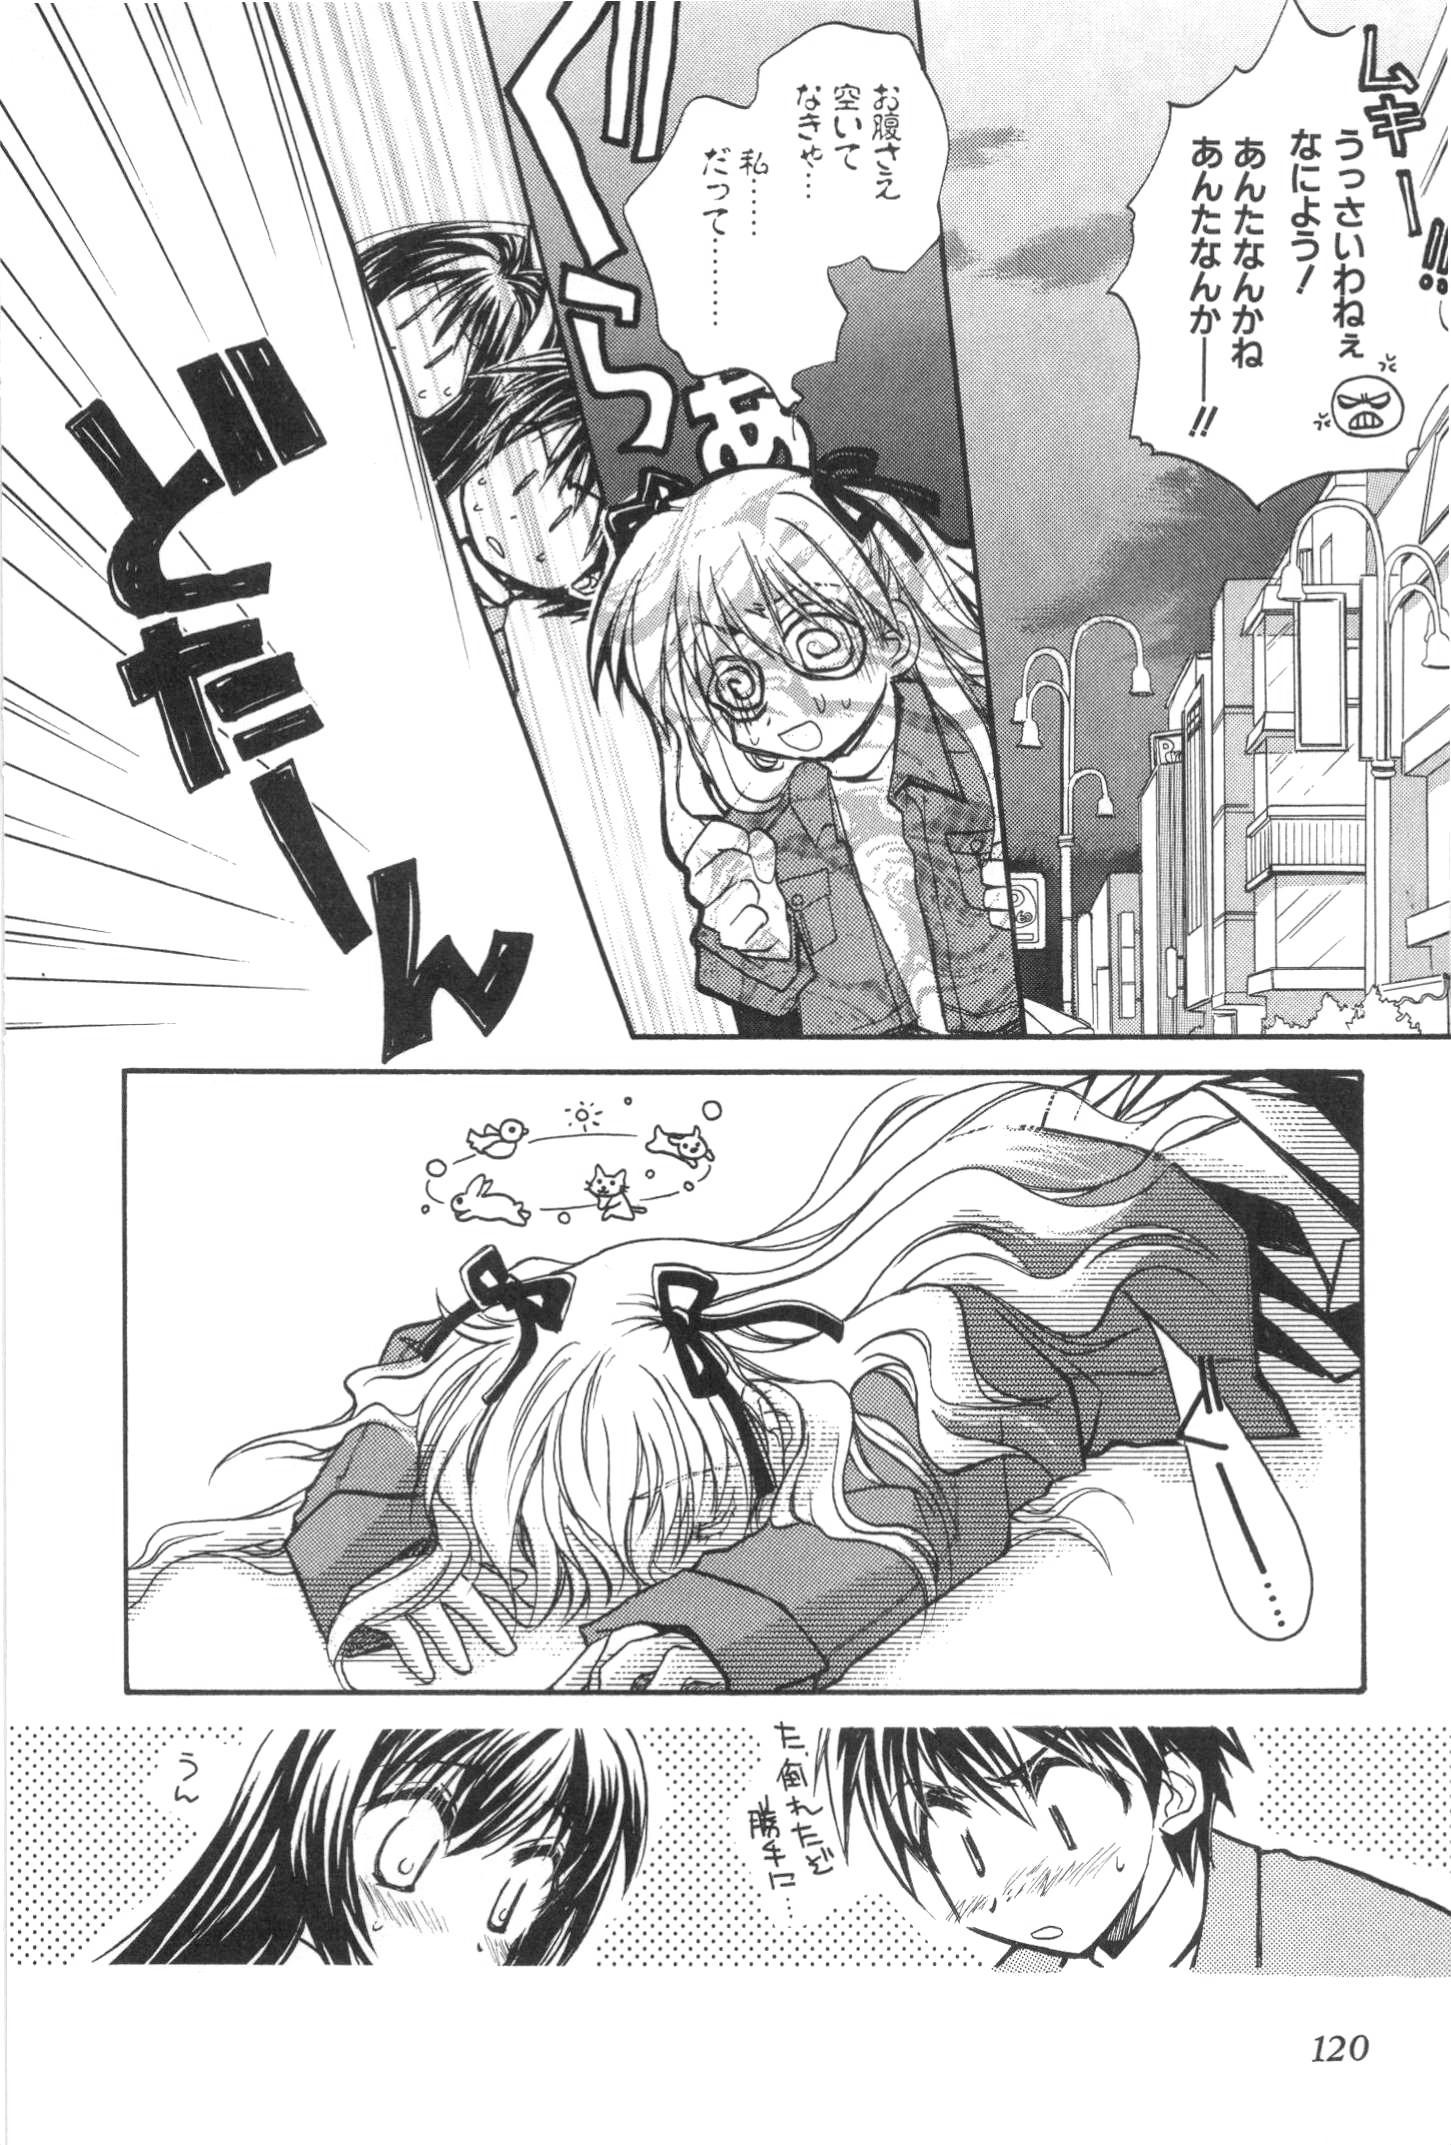 ムキー!!
うっさいわねぇ
なによう!
あんたなんかね
あんたなんかー!!
お腹さえ
空いて
なきゃ…
私……
だって………
あ
ぐらぐら
どたーん
………
た倒れたぞ
勝手に…
うん
120